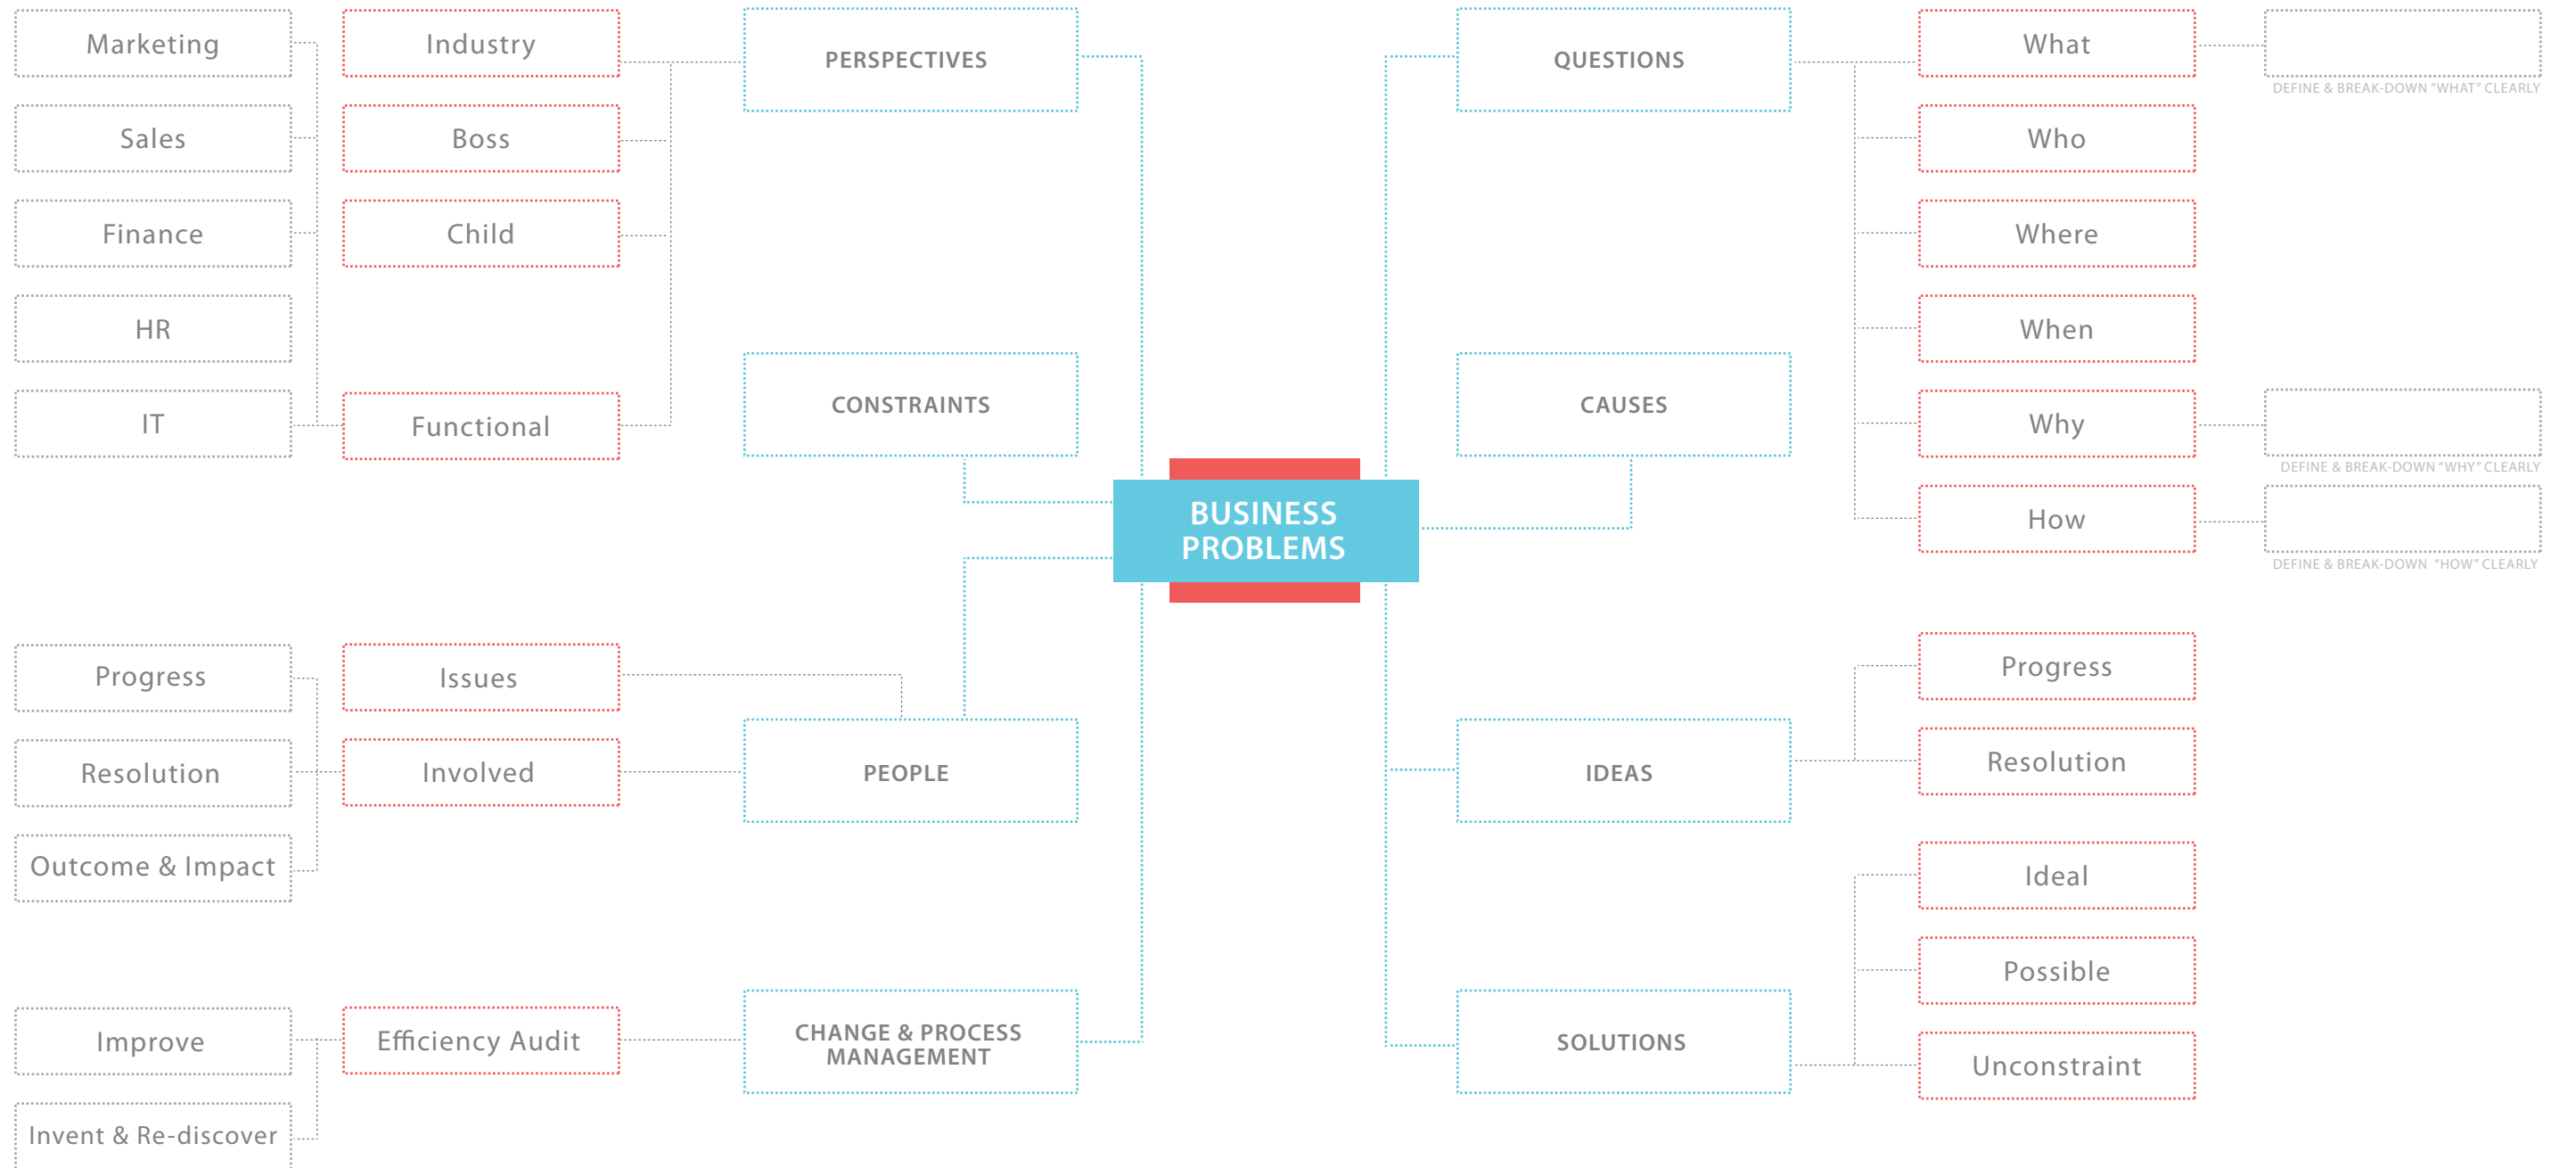 Marketing
Sales
Finance
HR
IT
Industry
Boss
Child
Functional
PERSPECTIVES
CONSTRAINTS
Progress
Resolution
Outcome & Impact
Issues
Involved
PEOPLE
Improve
Invent & Re-discover
Efficiency Audit
CHANGE & PROCESS
MANAGEMENT
BUSINESS
PROBLEMS
QUESTIONS
What
DEFINE & BREAK-DOWN "WHAT" CLEARLY
Who
Where
When
Why
DEFINE & BREAK-DOWN "WHY" CLEARLY
How
DEFINE & BREAK-DOWN "HOW" CLEARLY
CAUSES
IDEAS
Progress
Resolution
SOLUTIONS
Ideal
Possible
Unconstraint